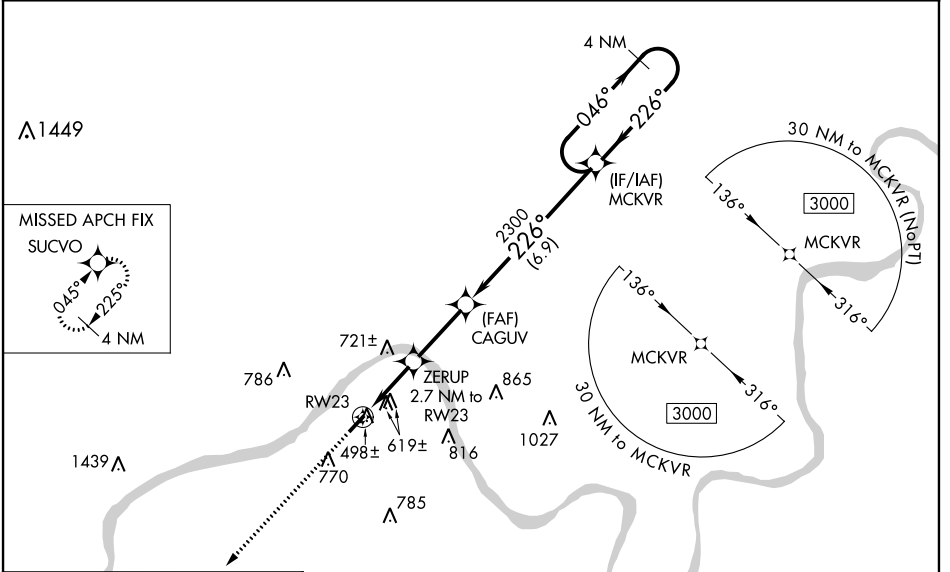 4 NM
046°
226°
1449
(IF/IAF)
MCKVR
30 NM to MCKVR (NoPT)
136°
3000
MCKVR
316°
MISSED APCH FIX
SUCVO
045°
225°
4 NM
2300
226°
(6.9)
(FAF)
CAGUV
136°
MCKVR
316°
3000
30 NM to MCKVR
721±
786
ZERUP
2.7 NM to
RW23
865
RW23
1027
498±
619±
816
1439
770
785